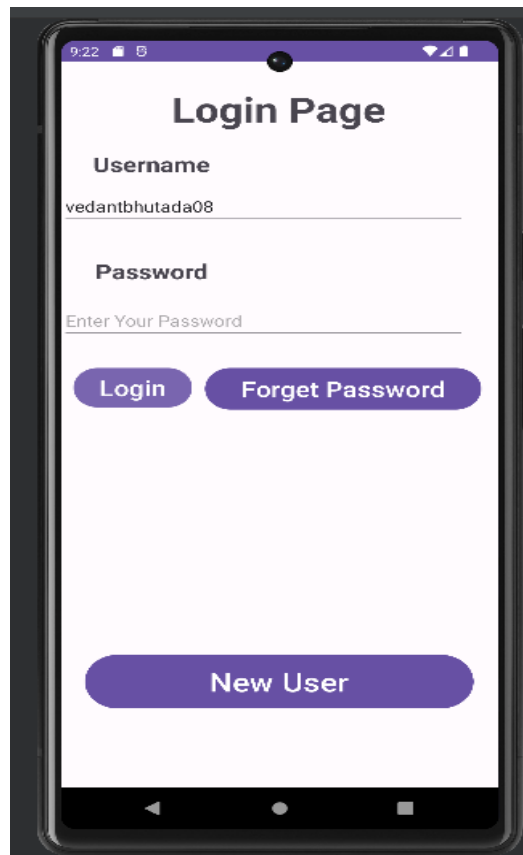 9:22
Login Page
Username
vedantbhutada08
Password
Enter Your Password
Login Forget Password
New User